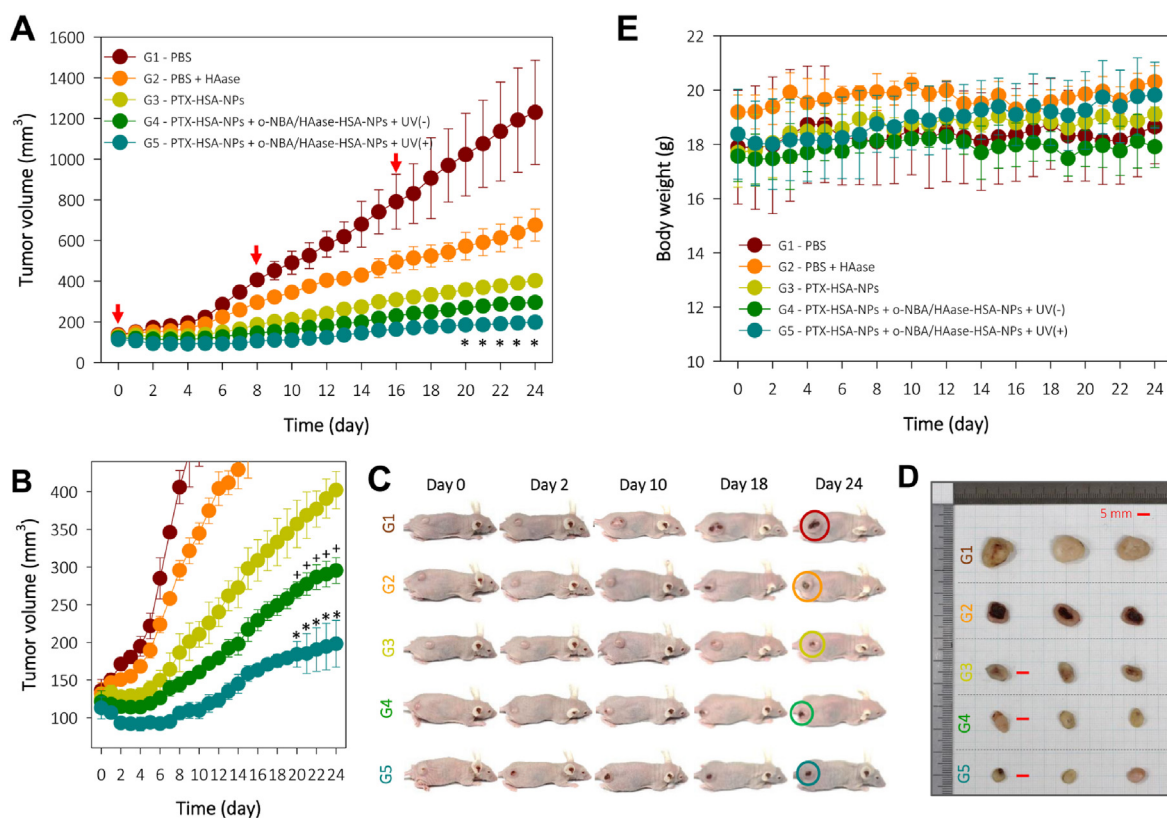 A
1600
1400
1200
1000
800
600
400
200
0
Tumor volume (mm³)
G1 - PBS
G2 - PBS + HAase
G3 - PTX-HSA-NPs
G4 - PTX-HSA-NPs + o-NBA/HAase-HSA-NPs + UV(-)
G5 - PTX-HSA-NPs + o-NBA/HAase-HSA-NPs + UV(+)
* * * * *
0 2 4 6 8 10 12 14 16 18 20 22 24
Time (day)
E
22
20
18
16
14
12
10
Body weight (g)
G1 - PBS
G2 - PBS + HAase
G3 - PTX-HSA-NPs
G4 - PTX-HSA-NPs + o-NBA/HAase-HSA-NPs + UV(-)
G5 - PTX-HSA-NPs + o-NBA/HAase-HSA-NPs + UV(+)
0 2 4 6 8 10 12 14 16 18 20 22 24
Time (day)
B
400
350
300
250
200
150
100
Tumor volume (mm³)
+ + + + +
* * * * *
0 2 4 6 8 10 12 14 16 18 20 22 24
Time (day)
C
Day 0 Day 2 Day 10 Day 18 Day 24
G1
G2
G3
G4
G5
D
5 mm
G1
G2
G3
G4
G5